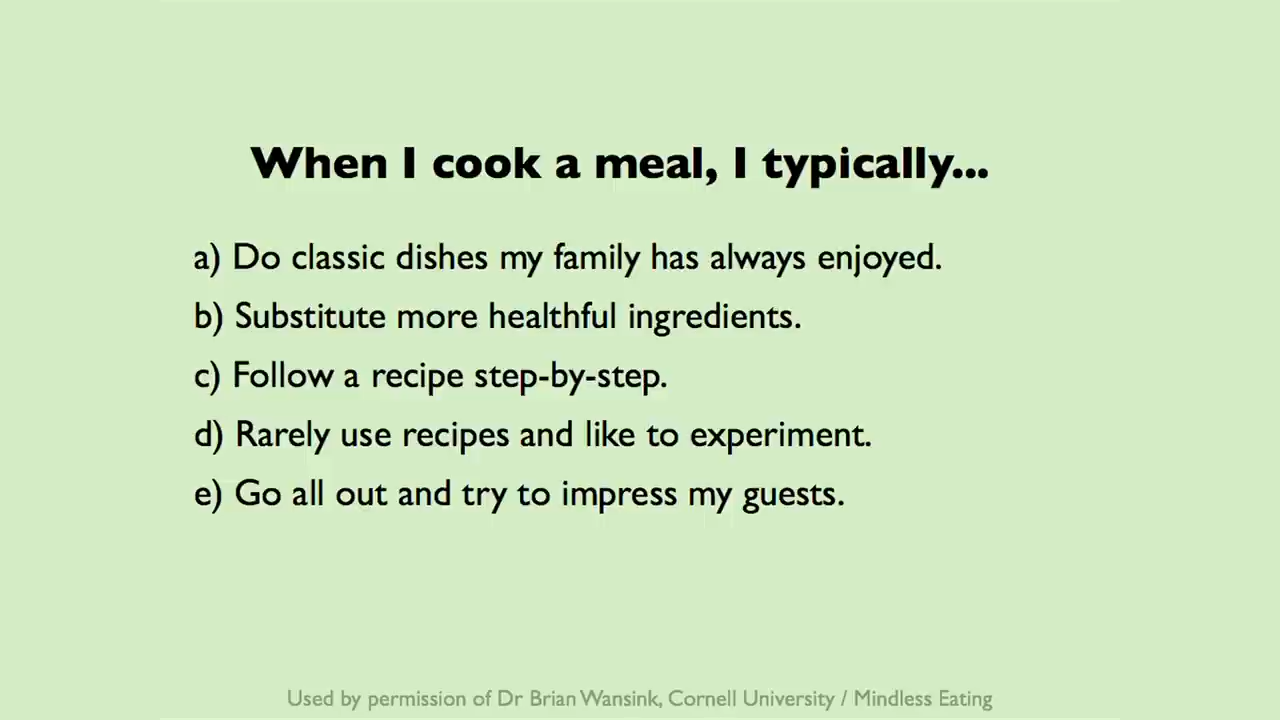 When I cook a meal, I typically...
a) Do classic dishes my family has always enjoyed.
b) Substitute more healthful ingredients.
c) Follow a recipe step-by-step.
d) Rarely use recipes and like to experiment.
e) Go all out and try to impress my guests.
Used by permission of Dr Brian Wansink, Cornell University / Mindless Eating